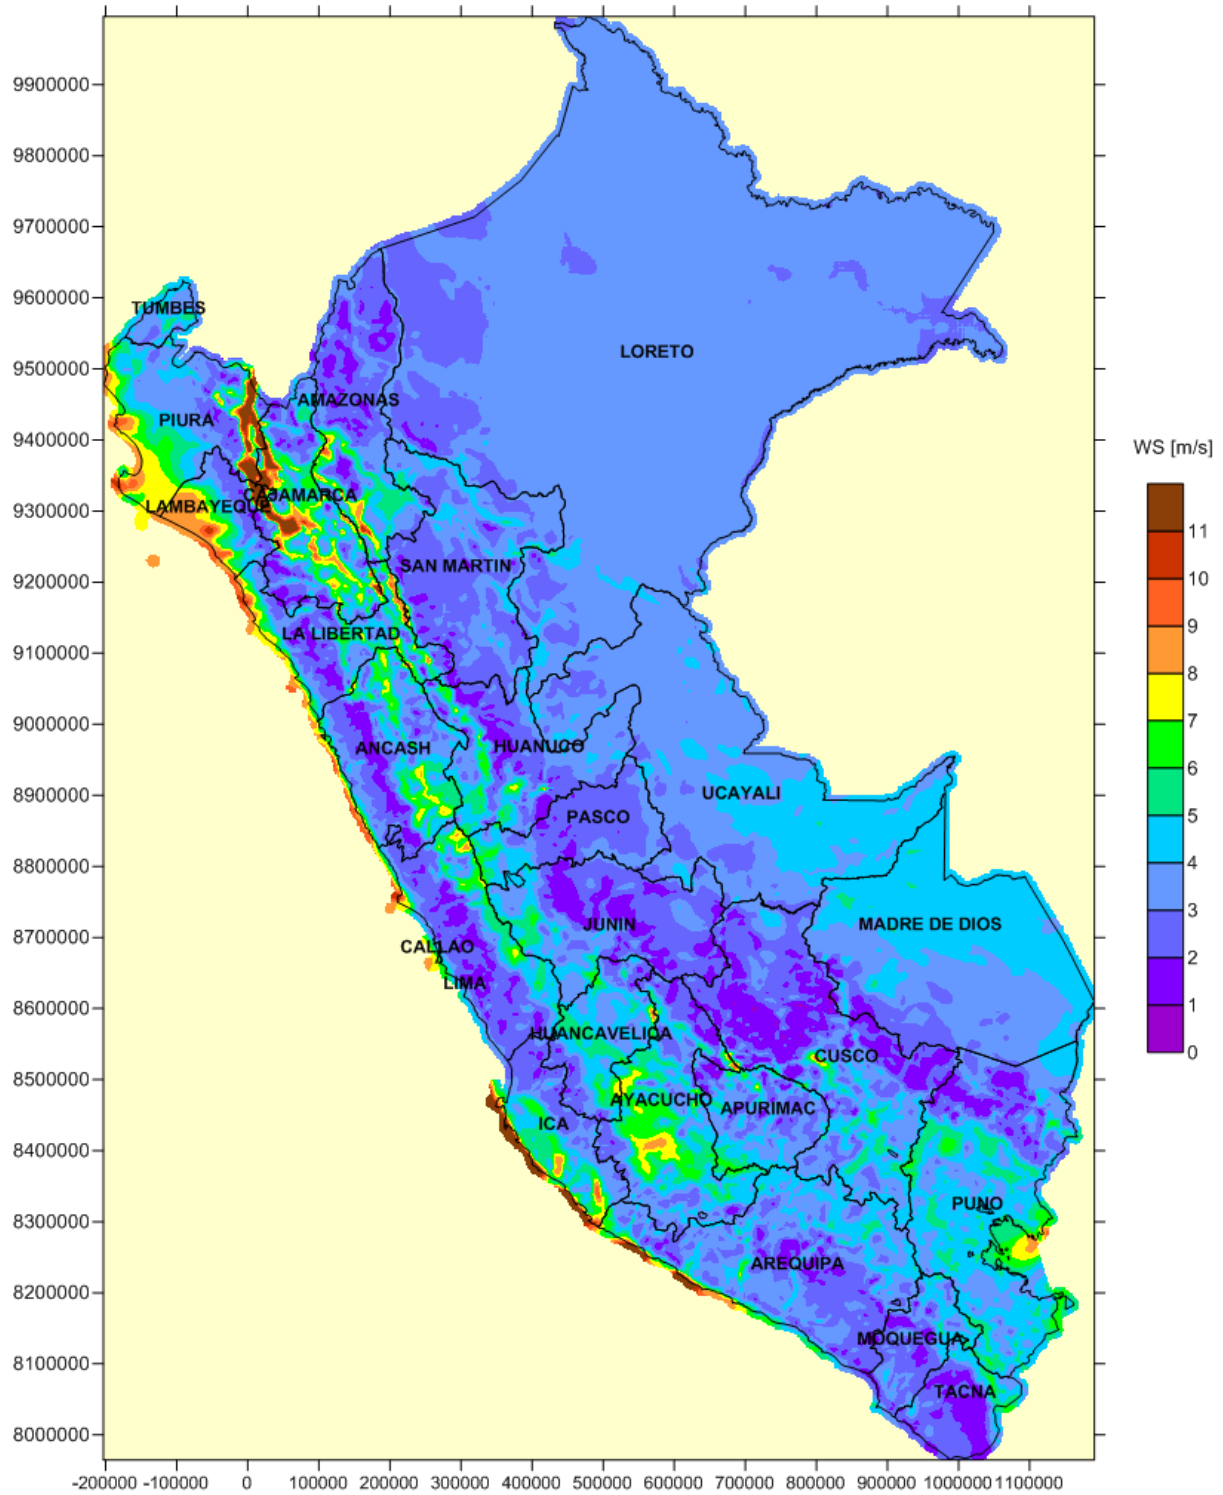 9900000
9800000
9700000
9600000
9500000
9400000
9300000
9200000
9100000
9000000
8900000
8800000
8700000
8600000
8500000
8400000
8300000
8200000
8100000
8000000
-200000 -100000 0 100000 200000 300000 400000 500000 600000 700000 800000 900000 1000000 1100000
TUMBES
LORETO
AMAZONAS
PIURA
CAJAMARCA
LAMBAYEQUE
SAN MARTIN
LA LIBERTAD
ANCASH
HUANUCO
UCAYALI
PASCO
JUNIN
MADRE DE DIOS
CALLAO
LIMA
HUANCAVELICA
CUSCO
AYACUCHO
APURIMAC
ICA
PUNO
AREQUIPA
MOQUEGUA
TACNA
WS [m/s]
11
10
9
8
7
6
5
4
3
2
1
0